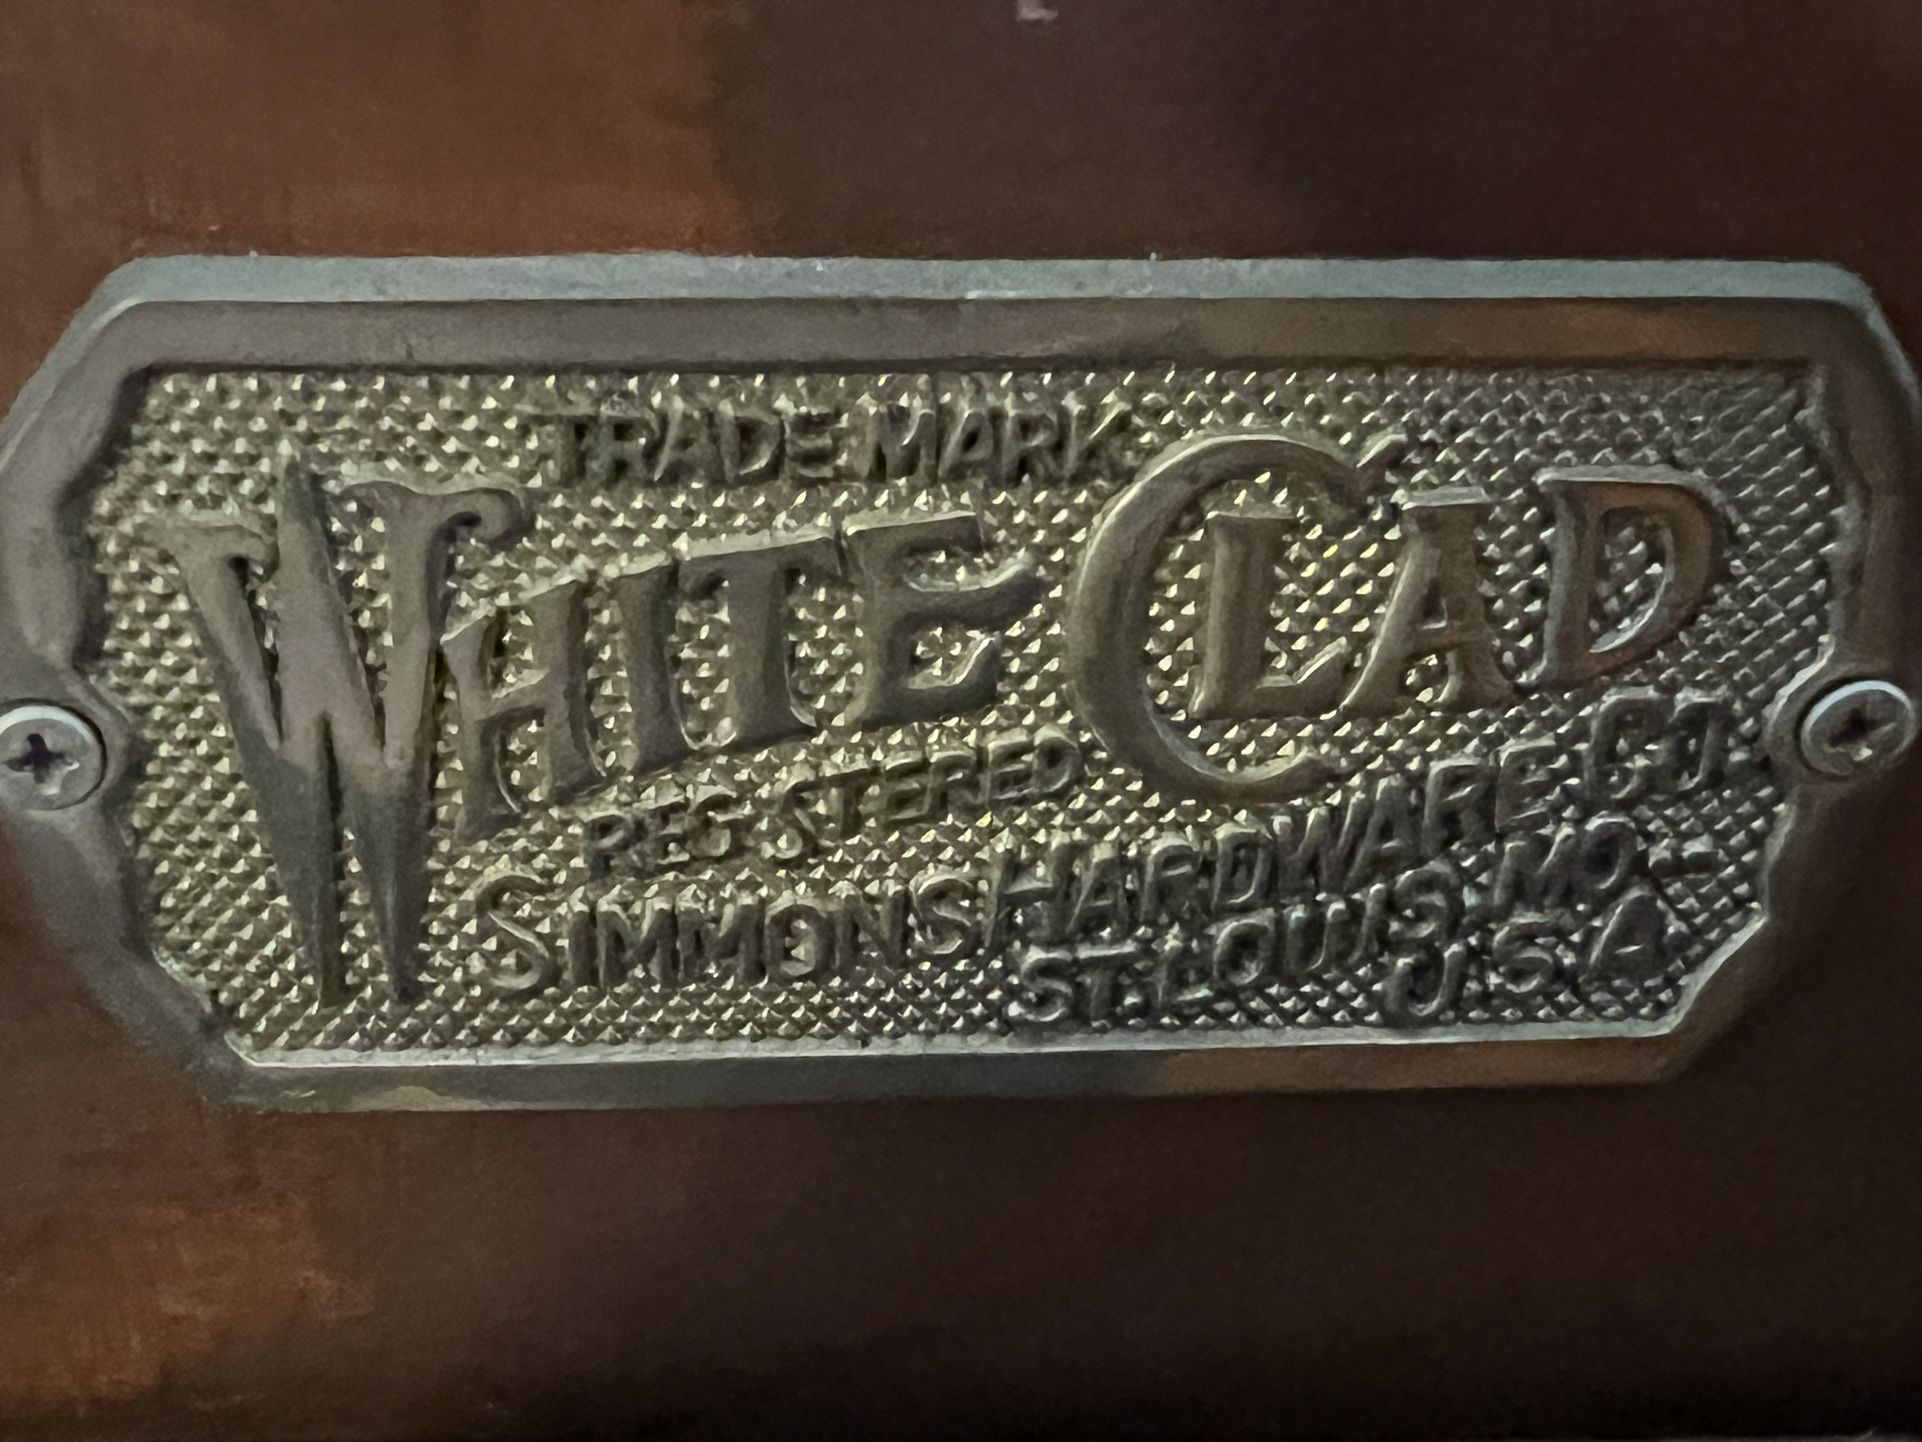 TRADE MARK
WHITE CLAD
REGISTERED
SIMMONS HARDWARE CO.
ST. LOUIS, MO—
U.S.A.